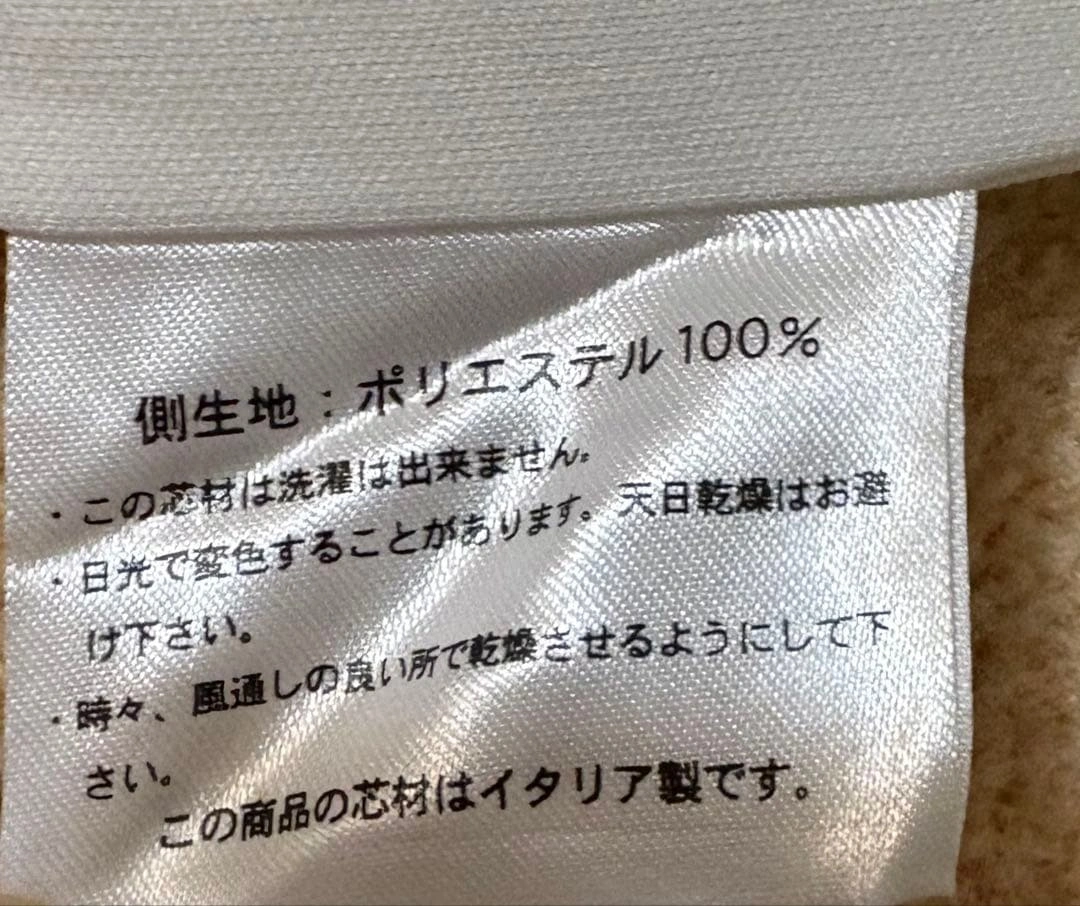 側生地：ポリエステル100％
・この芯材は洗濯は出来ません。
・日光で変色することがあります。天日乾燥はお避
け下さい。
・時々、風通しの良い所で乾燥させるようにして下
さい。
この商品の芯材はイタリア製です。